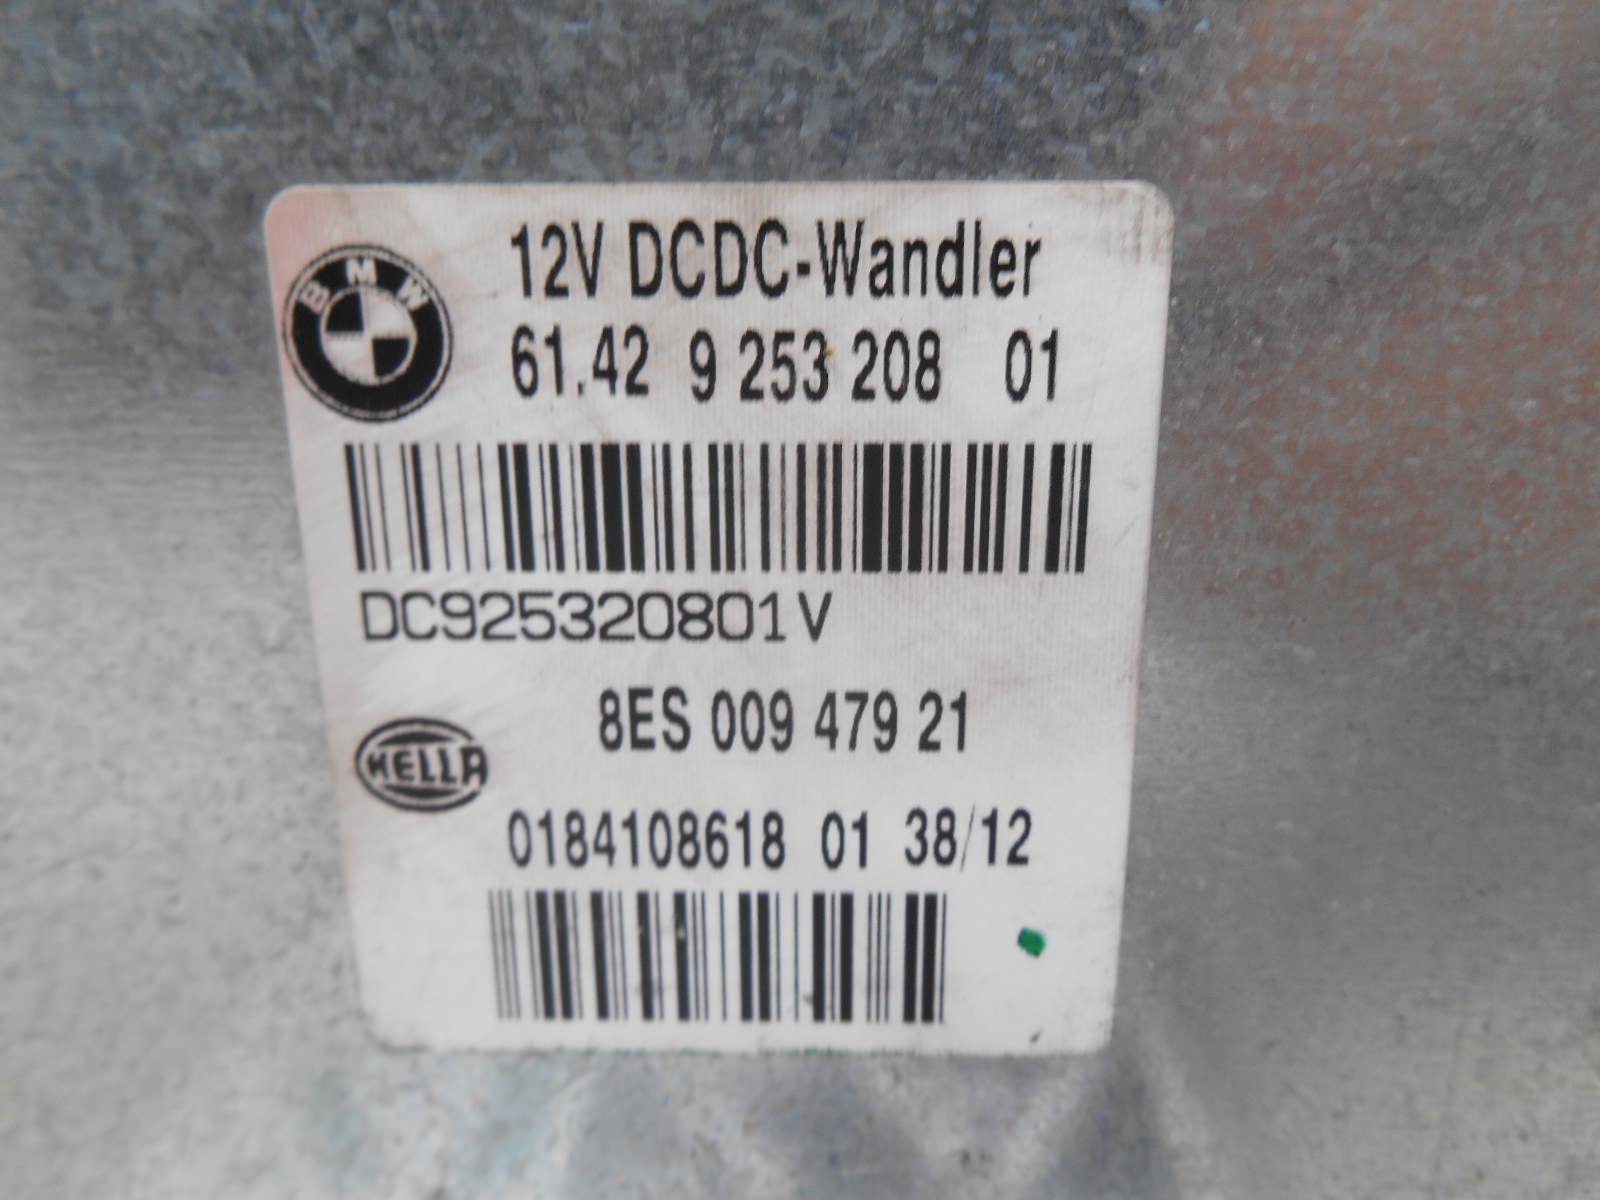 12V DCDC-Wandler
BMW
61.42 9 253 208 01
DC925320801V
8ES 009 479 21
HELLA
0184108618 01 38/12